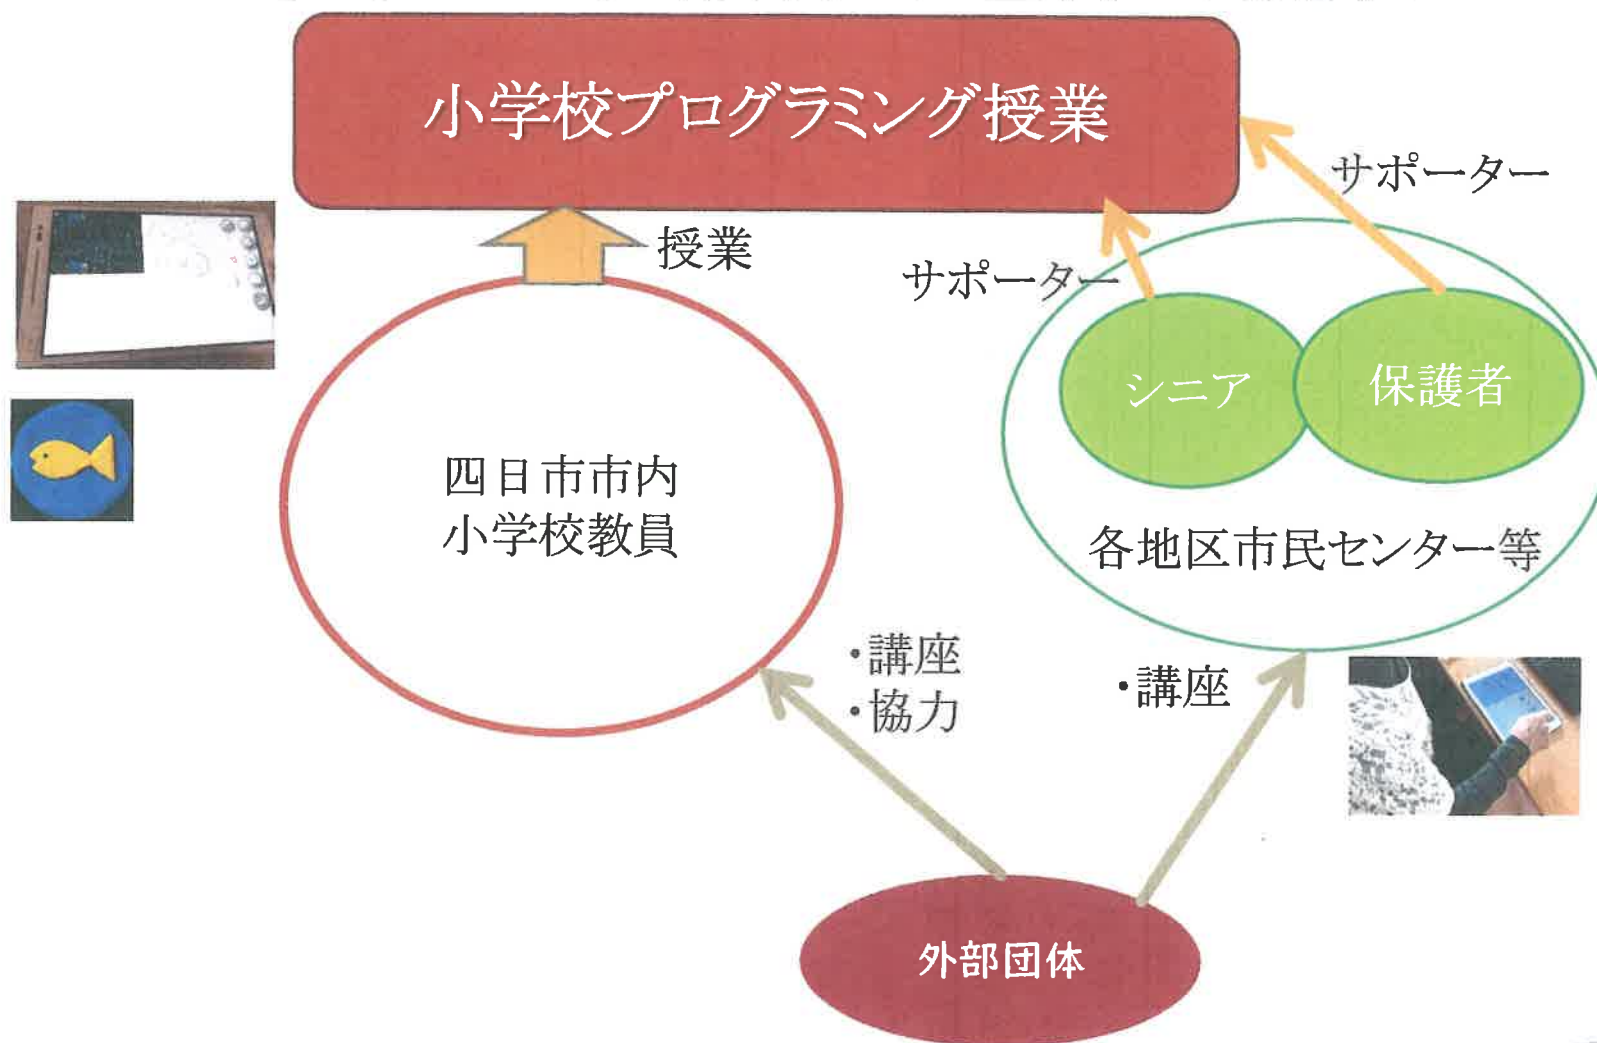 小学校プログラミング授業
サポーター
授業
サポーター
シニア
保護者
四日市市内
小学校教員
各地区市民センター等
・講座
・協力
・講座
外部団体